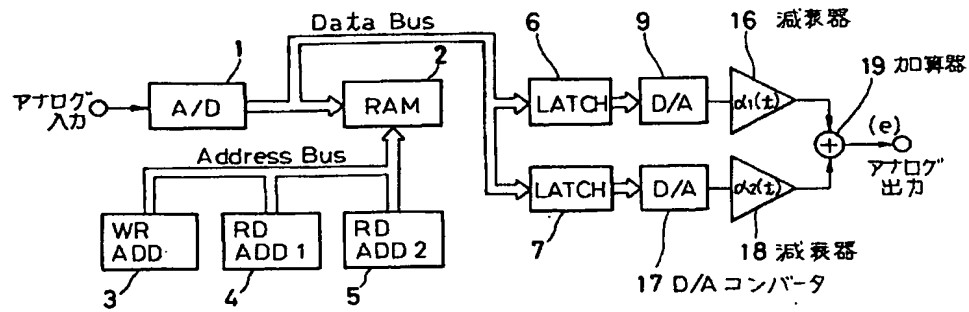 Data Bus
1
2
6
9
16 減衰器
19 加算器
アナログ
入力
A/D
RAM
LATCH
D/A
α1(t)
(e)
アナログ
出力
Address Bus
LATCH
D/A
α2(t)
WR
ADD
RD
ADD 1
RD
ADD 2
3
4
5
7
17 D/A コンバータ
18 減衰器